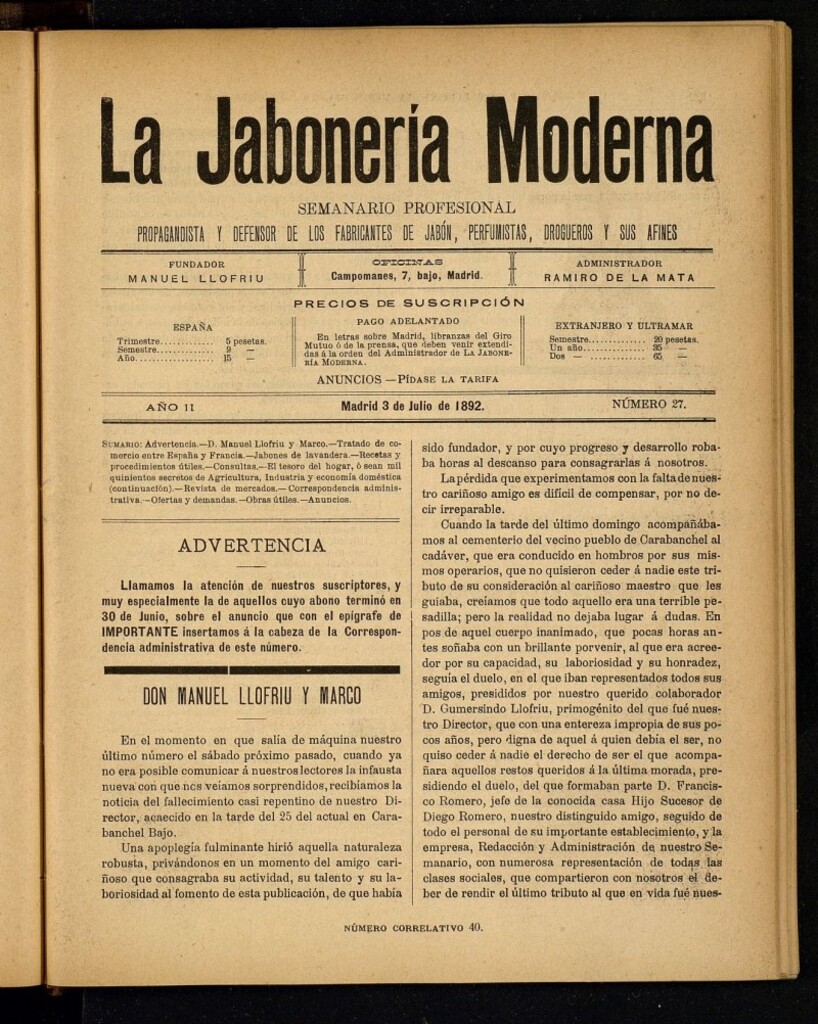 La Jabonería Moderna
SEMANARIO PROFESIONAL
PROPAGANDISTA Y DEFENSOR DE LOS FABRICANTES DE JABÓN, PERFUMISTAS, DROGUEROS Y SUS AFINES
FUNDADOR
MANUEL LLOFRIU
OFICINAS
Campomanes, 7, bajo, Madrid.
ADMINISTRADOR
RAMIRO DE LA MATA
PRECIOS DE SUSCRIPCIÓN
ESPAÑA
Trimestre............ 5 pesetas.
Semestre............. 9 —
Año.................. 15 —
PAGO ADELANTADO
En letras sobre Madrid, libranzas del Giro
Mutuo ó de la prensa, que deben venir extendi-
das á la orden del Administrador de LA JABONE-
RÍA MODERNA.
EXTRANJERO Y ULTRAMAR
Semestre............. 20 pesetas.
Un año............... 35 —
Dos — .............. 65 —
ANUNCIOS —PÍDASE LA TARIFA
AÑO II
Madrid 3 de Julio de 1892.
NÚMERO 27.
SUMARIO: Advertencia.—D. Manuel Llofriu y Marco.—Tratado de co-
mercio entre España y Francia.—Jabones de lavandera.—Recetas y
procedimientos útiles.—Consultas.—El tesoro del hogar, ó sean mil
quinientos secretos de Agricultura, Industria y economía doméstica
(continuación).—Revista de mercados.—Correspondencia adminis-
trativa.—Ofertas y demandas.—Obras útiles.—Anuncios.
ADVERTENCIA
Llamamos la atención de nuestros suscriptores, y
muy especialmente la de aquellos cuyo abono terminó en
30 de Junio, sobre el anuncio que con el epígrafe de
IMPORTANTE insertamos á la cabeza de la Correspon-
dencia administrativa de este número.
DON MANUEL LLOFRIU Y MARCO
En el momento en que salía de máquina nuestro
último número el sábado próximo pasado, cuando ya
no era posible comunicar á nuestros lectores la infausta
nueva con que nos veíamos sorprendidos, recibíamos la
noticia del fallecimiento casi repentino de nuestro Di-
rector, acaecido en la tarde del 25 del actual en Cara-
banchel Bajo.
Una apoplegía fulminante hirió aquella naturaleza
robusta, privándonos en un momento del amigo cari-
ñoso que consagraba su actividad, su talento y su la-
boriosidad al fomento de esta publicación, de que había
sido fundador, y por cuyo progreso y desarrollo roba-
ba horas al descanso para consagrarlas á nosotros.
La pérdida que experimentamos con la falta de nues-
tro cariñoso amigo es difícil de compensar, por no de-
cir irreparable.
Cuando la tarde del último domingo acompañába-
mos al cementerio del vecino pueblo de Carabanchel al
cadáver, que era conducido en hombros por sus mis-
mos operarios, que no quisieron ceder á nadie este tri-
buto de su consideración al cariñoso maestro que les
guiaba, creíamos que todo aquello era una terrible pe-
sadilla; pero la realidad no dejaba lugar á dudas. En
pos de aquel cuerpo inanimado, que pocas horas an-
tes soñaba con un brillante porvenir, al que era acree-
dor por su capacidad, su laboriosidad y su honradez,
seguía el duelo, en el que iban representados todos sus
amigos, presididos por nuestro querido colaborador
D. Gumersindo Llofriu, primogénito del que fué nues-
tro Director, que con una entereza impropia de sus po-
cos años, pero digna de aquel á quien debía el ser, no
quiso ceder á nadie el derecho de ser el que acompa-
ñara aquellos restos queridos á la última morada, pre-
sidiendo el duelo, del que formaban parte D. Francis-
co Romero, jefe de la conocida casa Hijo Sucesor de
Diego Romero, nuestro distinguido amigo, seguido de
todo el personal de su importante establecimiento, y la
empresa, Redacción y Administración de nuestro Se-
manario, con numerosa representación de todas las
clases sociales, que compartieron con nosotros el de-
ber de rendir el último tributo al que en vida fué nues-
NÚMERO CORRELATIVO 40.